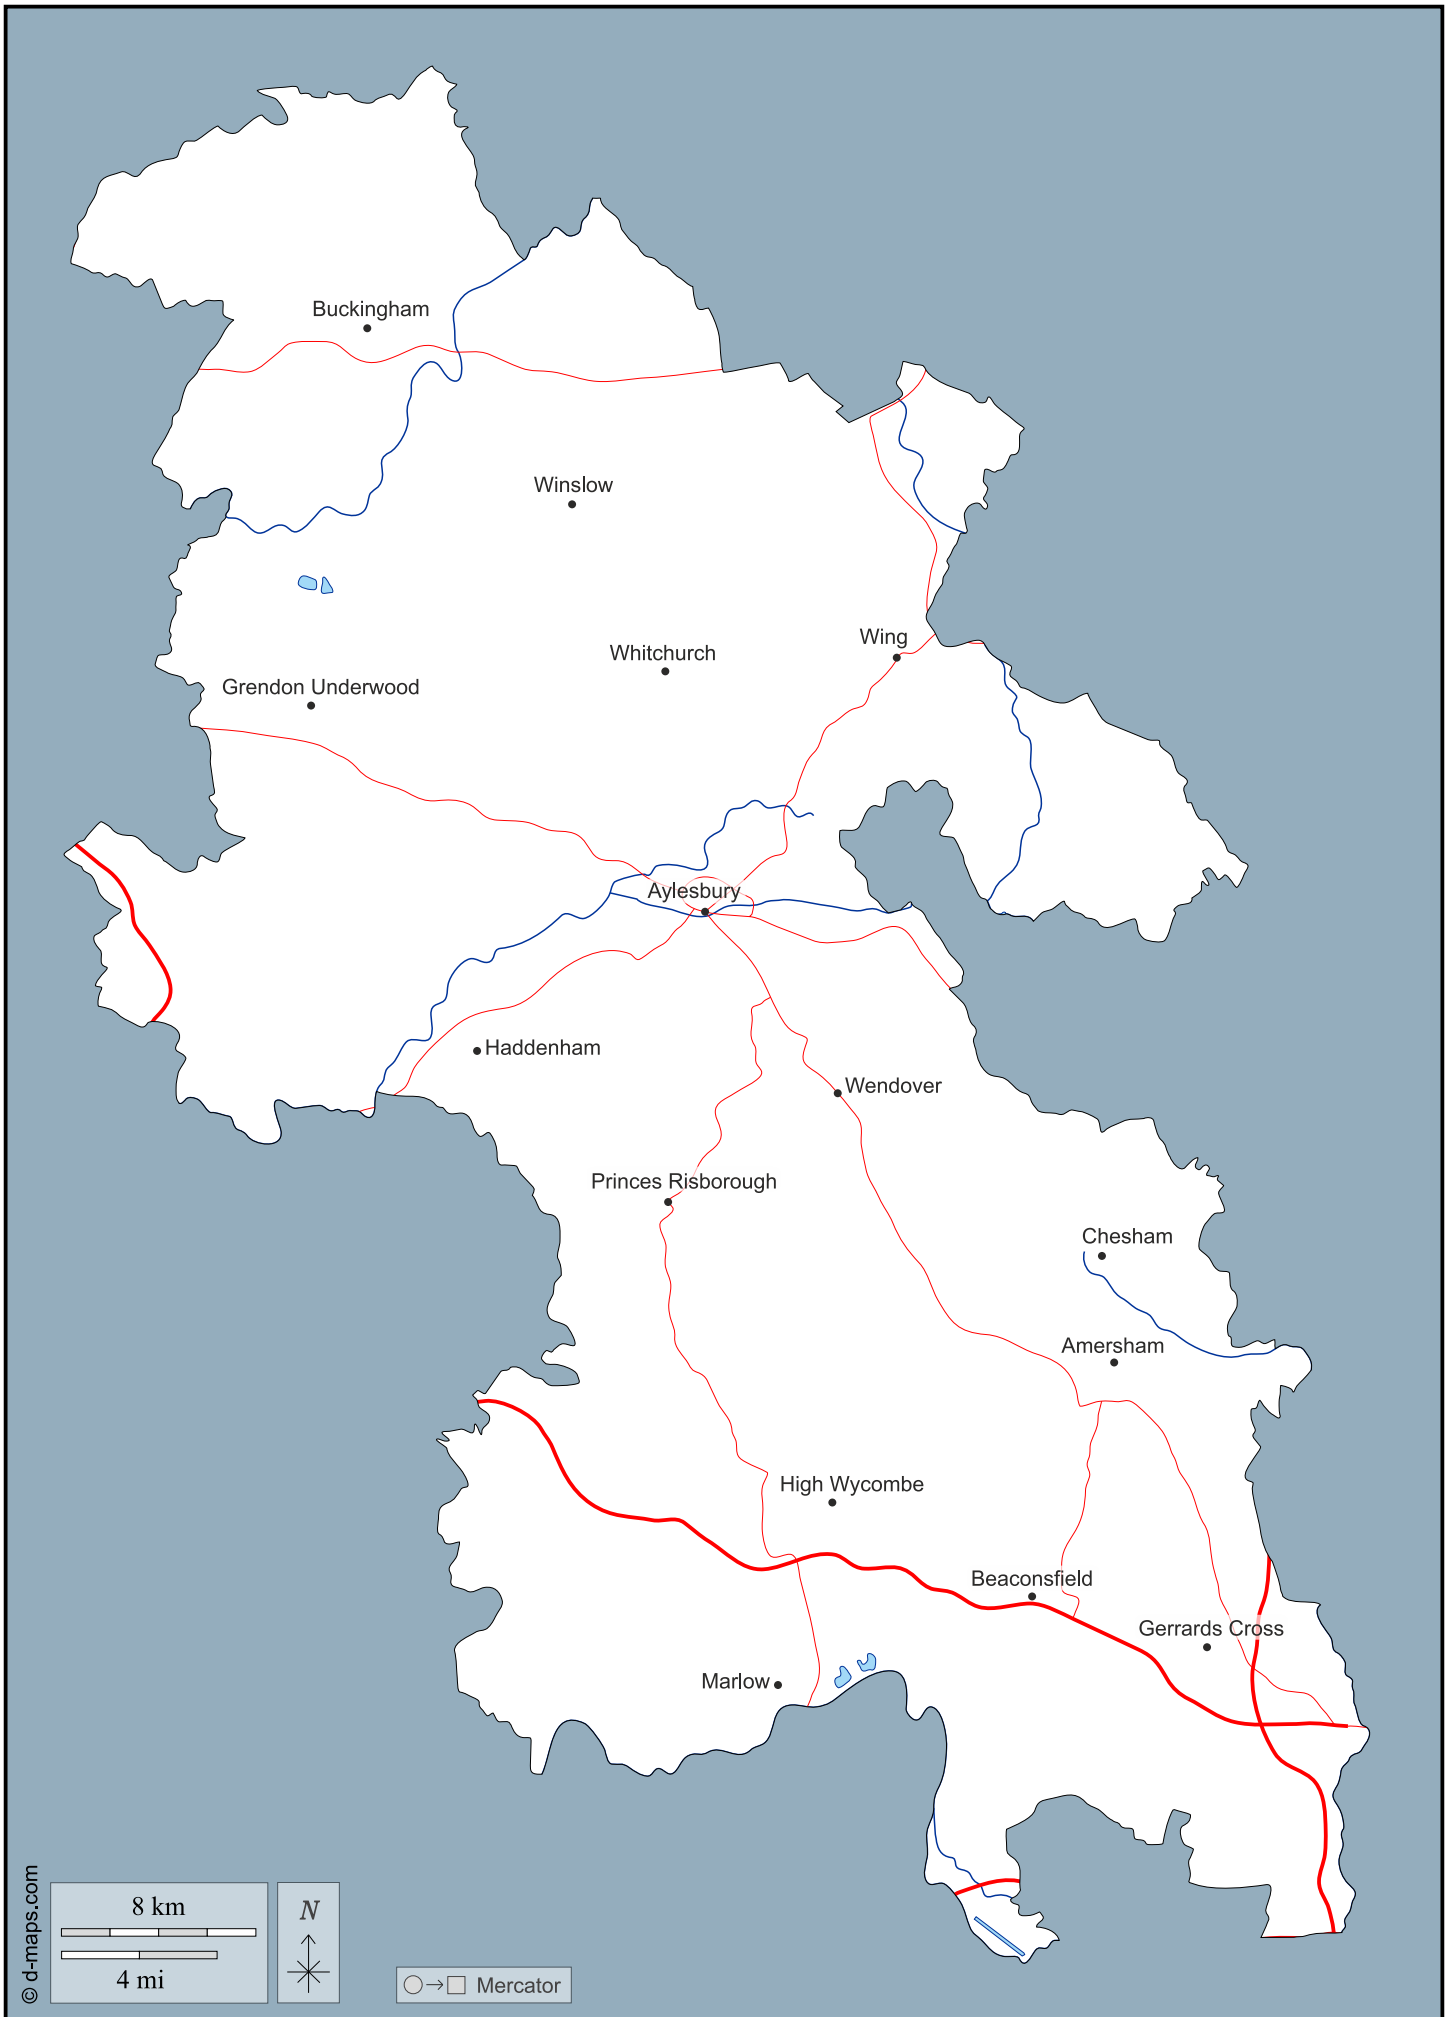 Buckingham
Winslow
Wing
Whitchurch
Grendon Underwood
Aylesbury
Haddenham
Wendover
Princes Risborough
Chesham
Amersham
High Wycombe
Beaconsfield
Gerrards Cross
Marlow
© d-maps.com
8 km
4 mi
N
Mercator